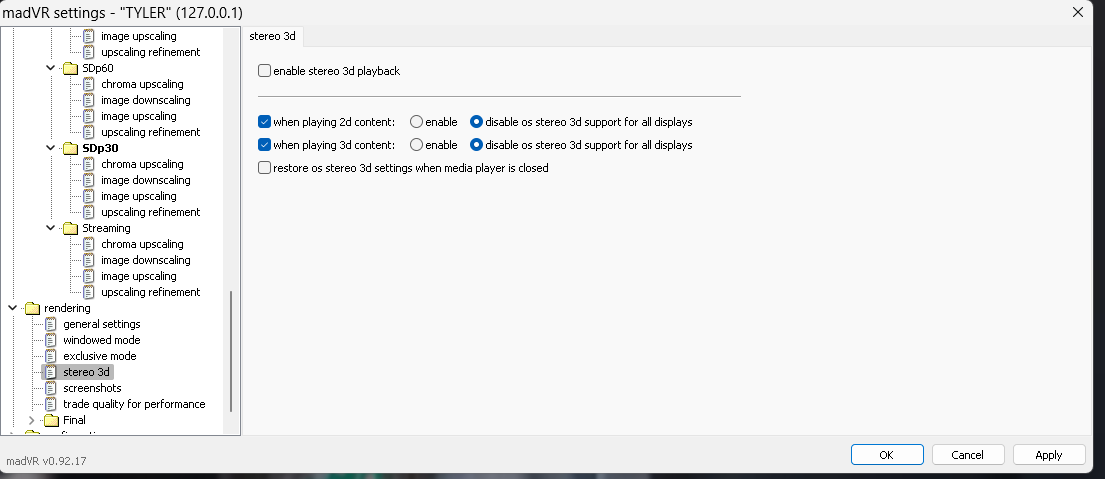 madVR settings - "TYLER" (127.0.0.1)
image upscaling
upscaling refinement
SDp60
chroma upscaling
image downscaling
image upscaling
upscaling refinement
SDp30
chroma upscaling
image downscaling
image upscaling
upscaling refinement
Streaming
chroma upscaling
image downscaling
image upscaling
upscaling refinement
rendering
general settings
windowed mode
exclusive mode
stereo 3d
screenshots
trade quality for performance
Final
stereo 3d
enable stereo 3d playback
when playing 2d content: enable disable os stereo 3d support for all displays
when playing 3d content: enable disable os stereo 3d support for all displays
restore os stereo 3d settings when media player is closed
madVR v0.92.17
OK Cancel Apply